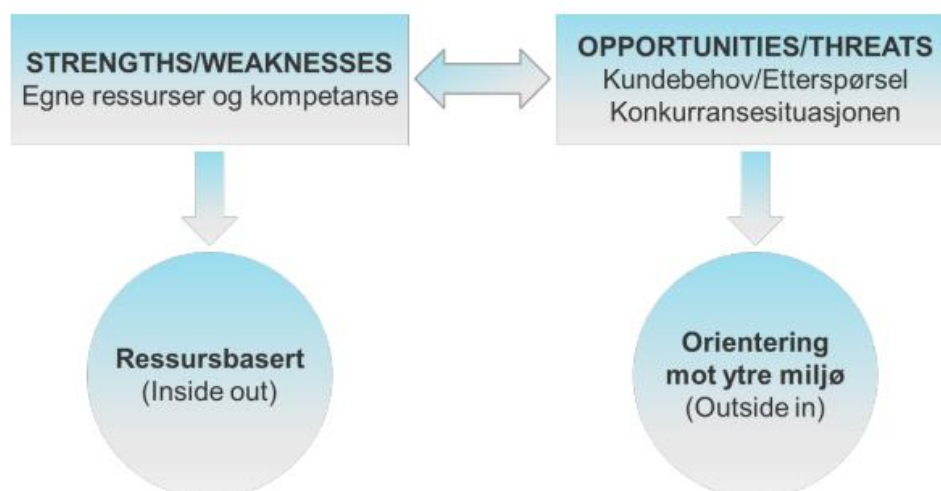 STRENGTHS/WEAKNESSES
Egne ressurser og kompetanse
OPPORTUNITIES/THREATS
Kundebehov/Etterspørsel
Konkurransesituasjonen
Ressursbasert
(Inside out)
Orientering
mot ytre miljø
(Outside in)